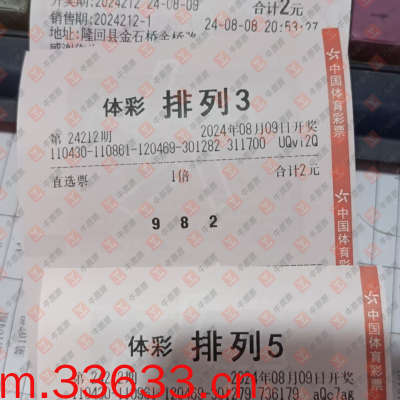 开奖期:2024212 24-08-09 合计2元
销售期:2024212-1 24-08-08 20:53:27
地址:隆回县金石桥
体彩 排列3
第 24212期 2024年08月09日开奖
110430-110861-120469-301282 311700 UQvi2Q
直选票 1倍 合计2元
9 8 2
中国体育彩票
中国体育彩
中国体育彩票
体彩 排列5
2024年08月09日开奖
m.33633.cn